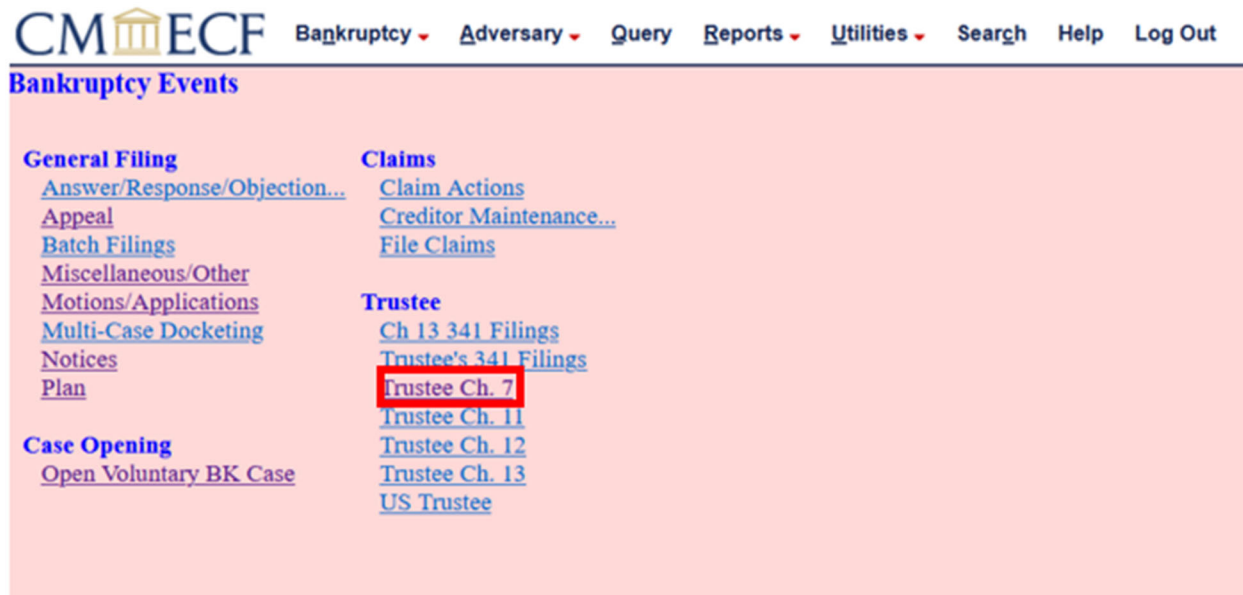 CM ECF Bankruptcy Adversary Query Reports Utilities Search Help Log Out
Bankruptcy Events
General Filing
Answer/Response/Objection...
Appeal
Batch Filings
Miscellaneous/Other
Motions/Applications
Multi-Case Docketing
Notices
Plan
Case Opening
Open Voluntary BK Case
Claims
Claim Actions
Creditor Maintenance...
File Claims
Trustee
Ch 13 341 Filings
Trustee's 341 Filings
Trustee Ch. 7
Trustee Ch. 11
Trustee Ch. 12
Trustee Ch. 13
US Trustee